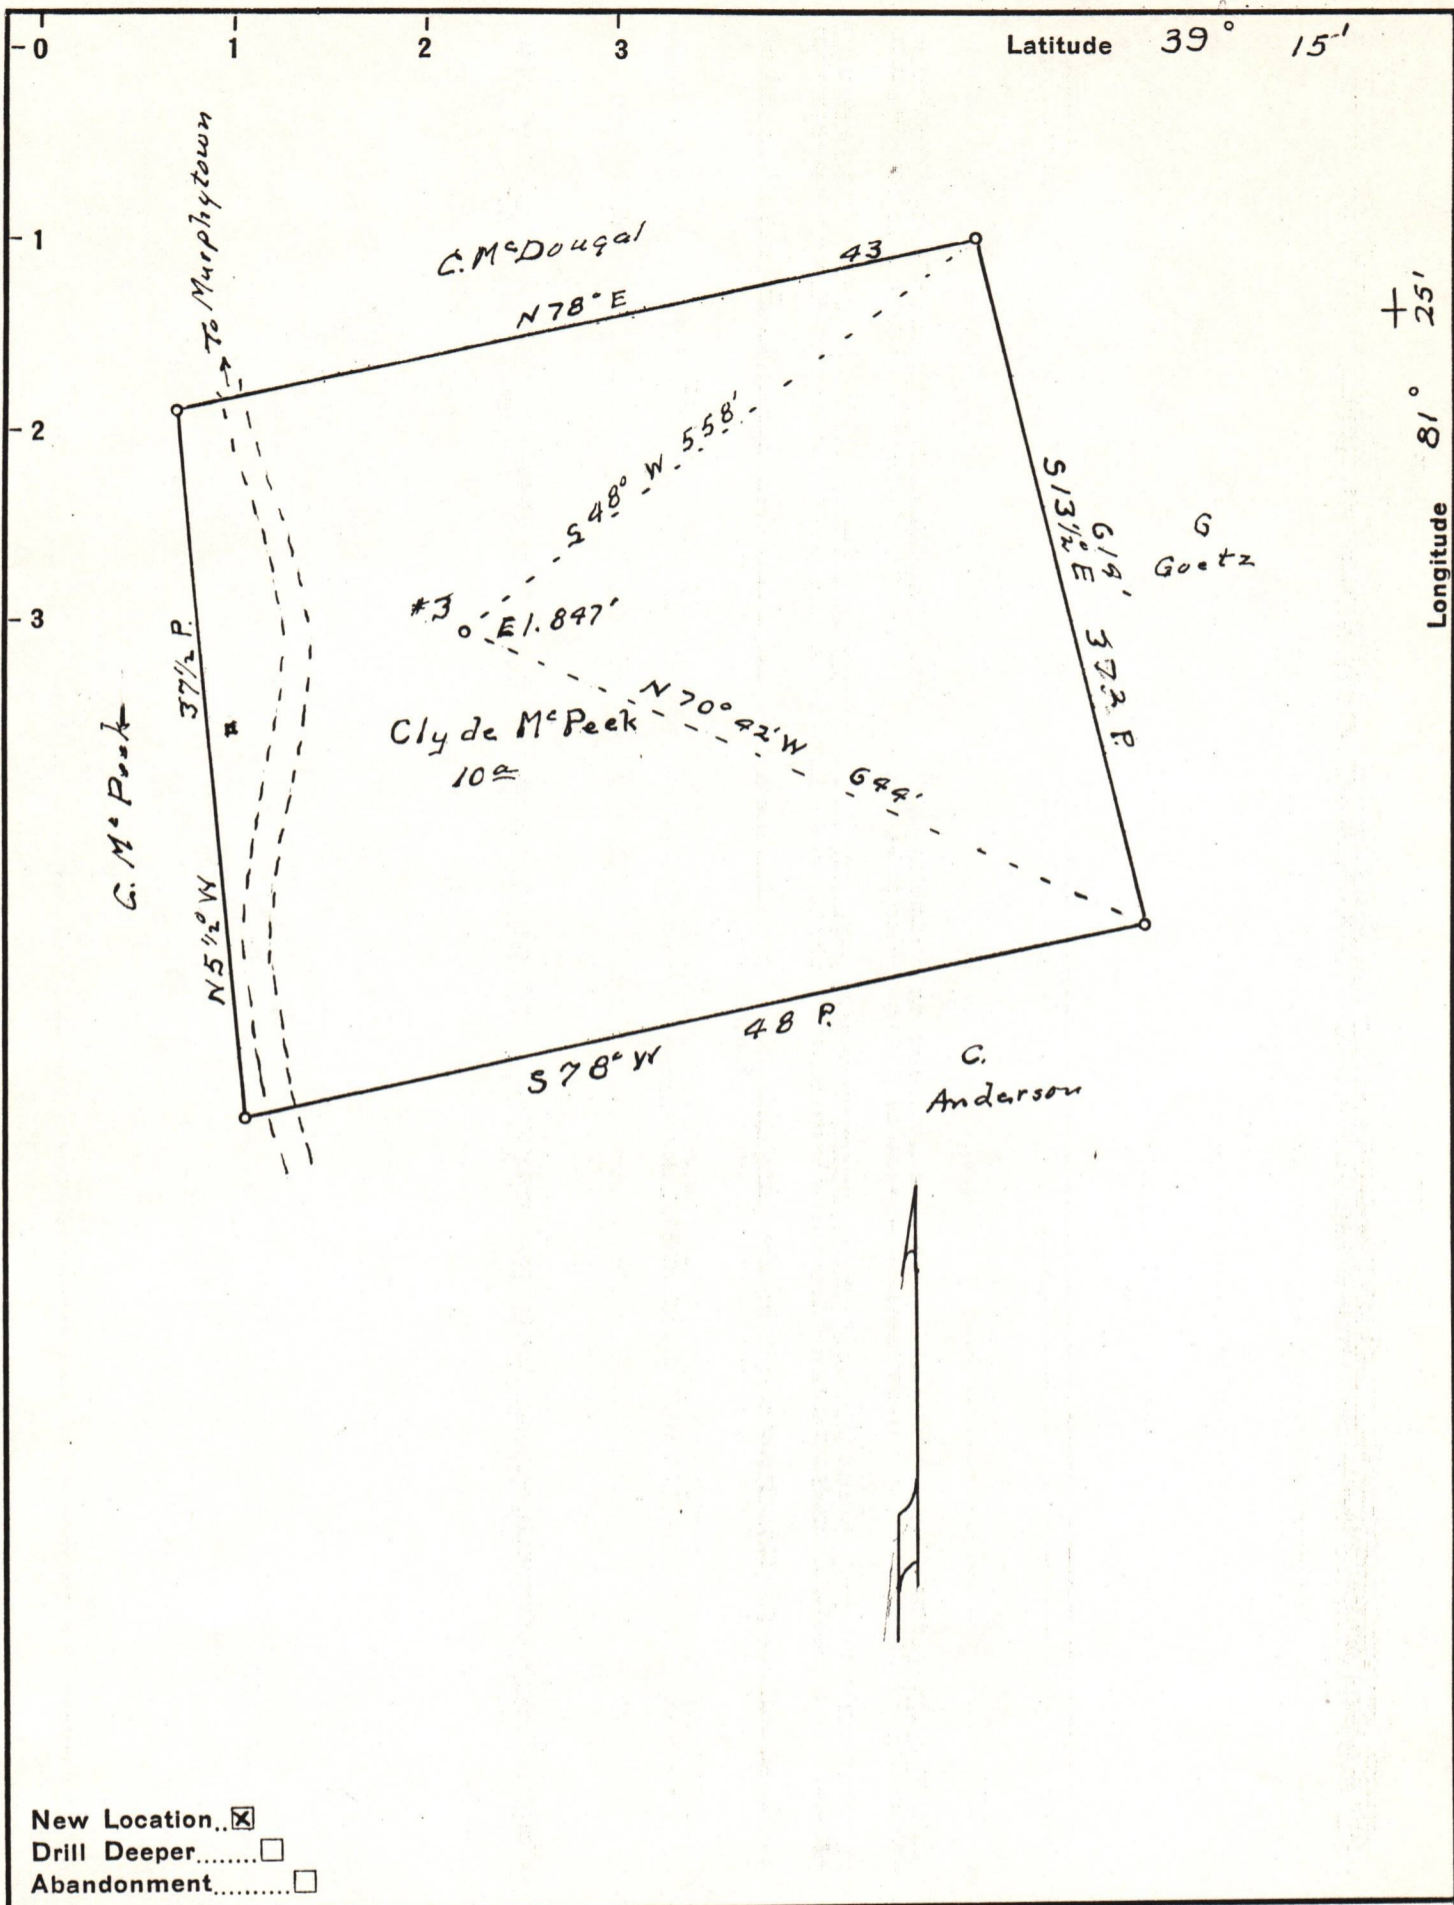 0 1 2 3 Latitude 39° 15'
1
2
3
To Murphytown
C. McDougal
43
N 78° E
25'
81°
Longitude
S 48° W 558'
S 13½° E
614' 37.2 P.
G
Goetz
#3
El. 847'
37½ P.
N 5½° W
G. McPeek
Clyde McPeek
10 a
N 70° 42' W 644'
48 P.
S 78° W
C.
Anderson
New Location..☒
Drill Deeper........☐
Abandonment..........☐